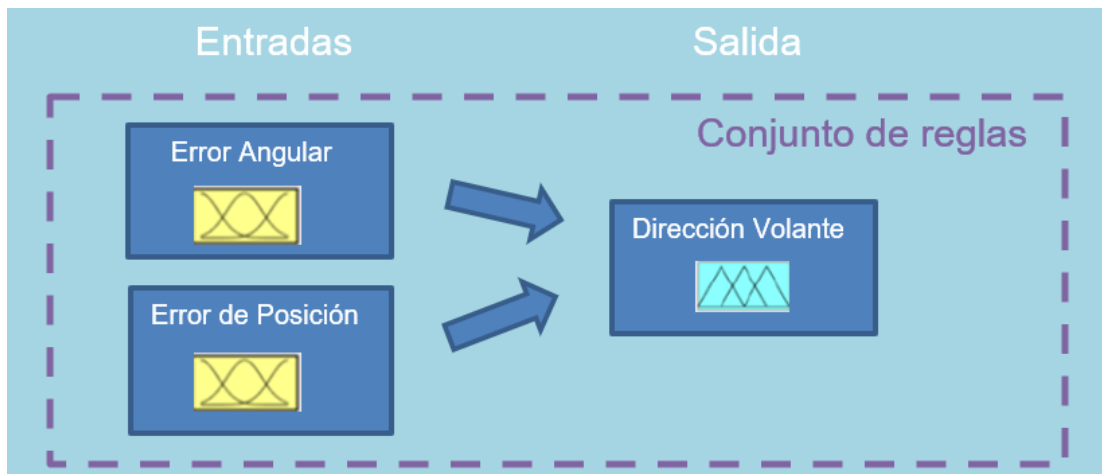 Entradas
Salida
Conjunto de reglas
Error Angular
Dirección Volante
Error de Posición